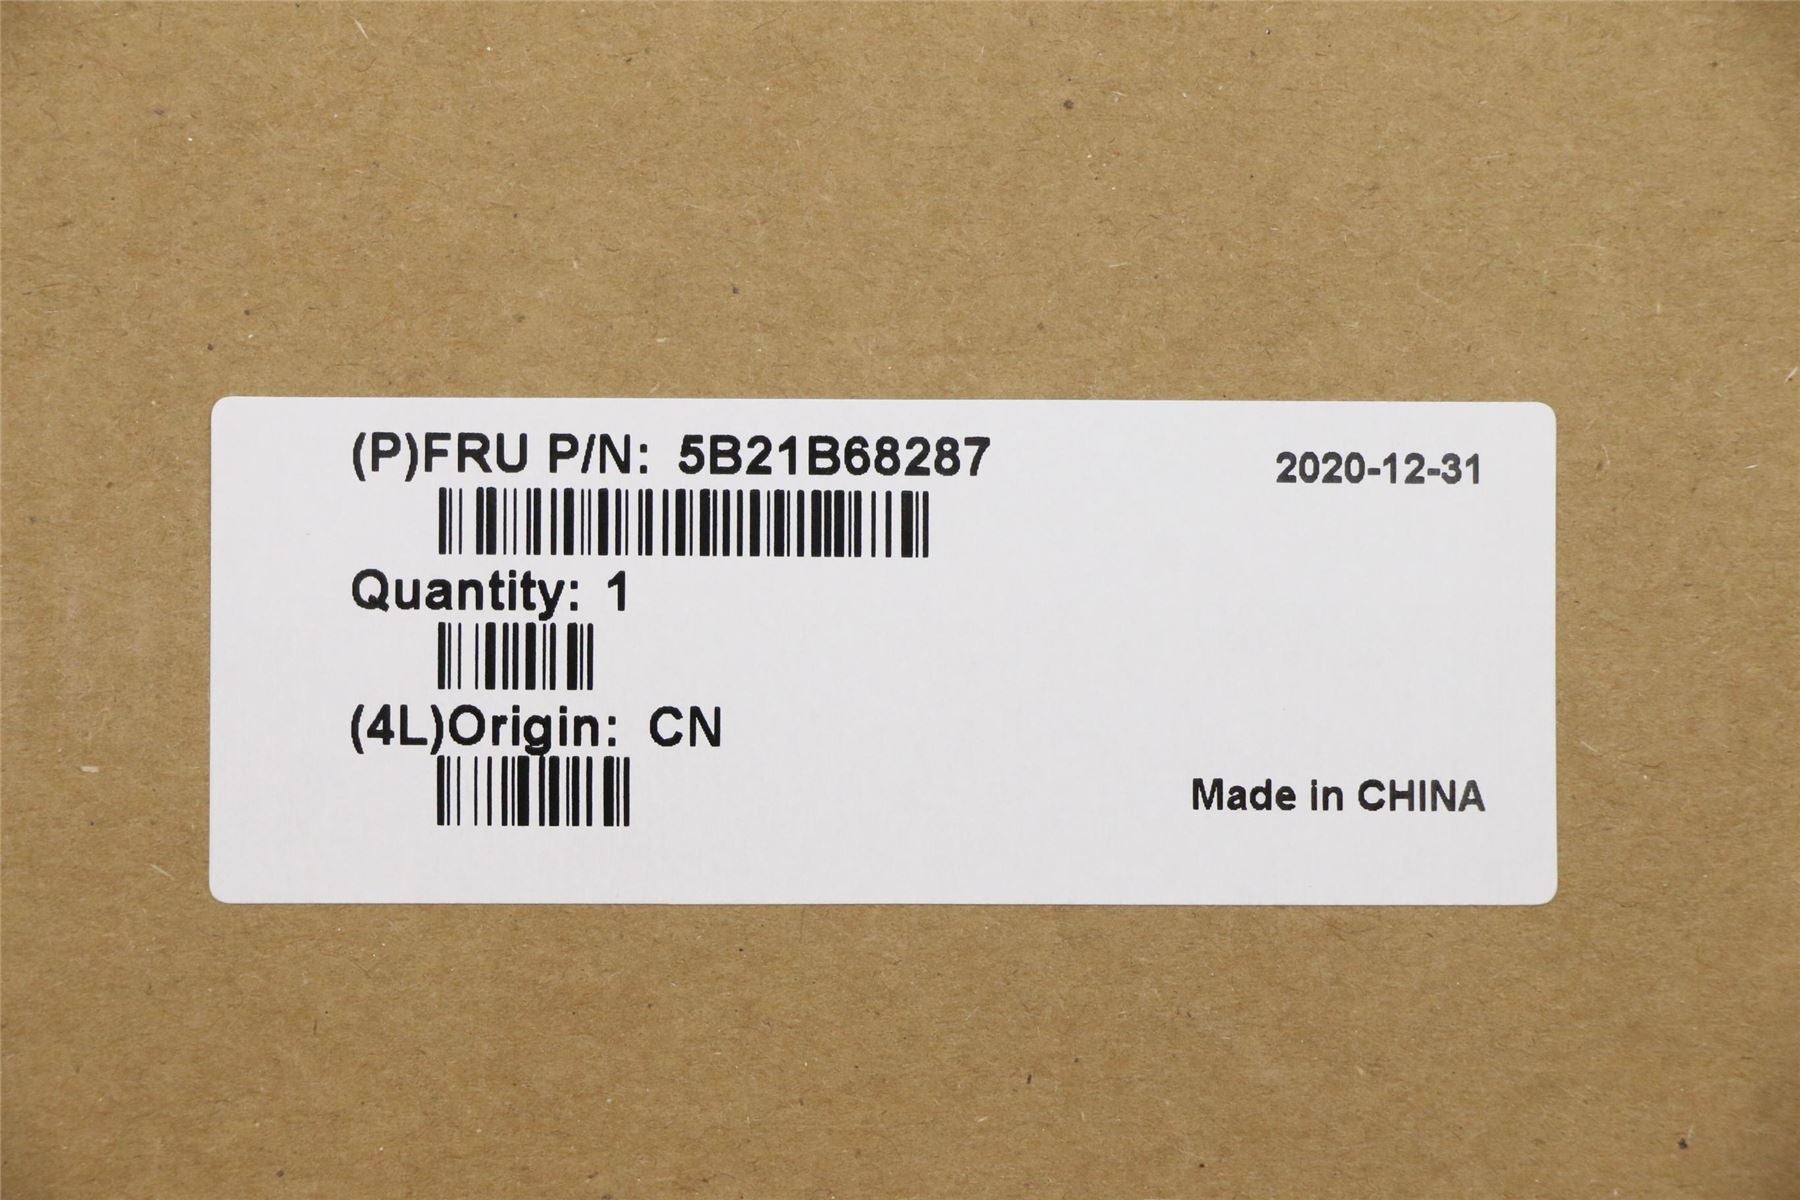 (P)FRU P/N: 5B21B68287
2020-12-31
Quantity: 1
(4L)Origin: CN
Made in CHINA